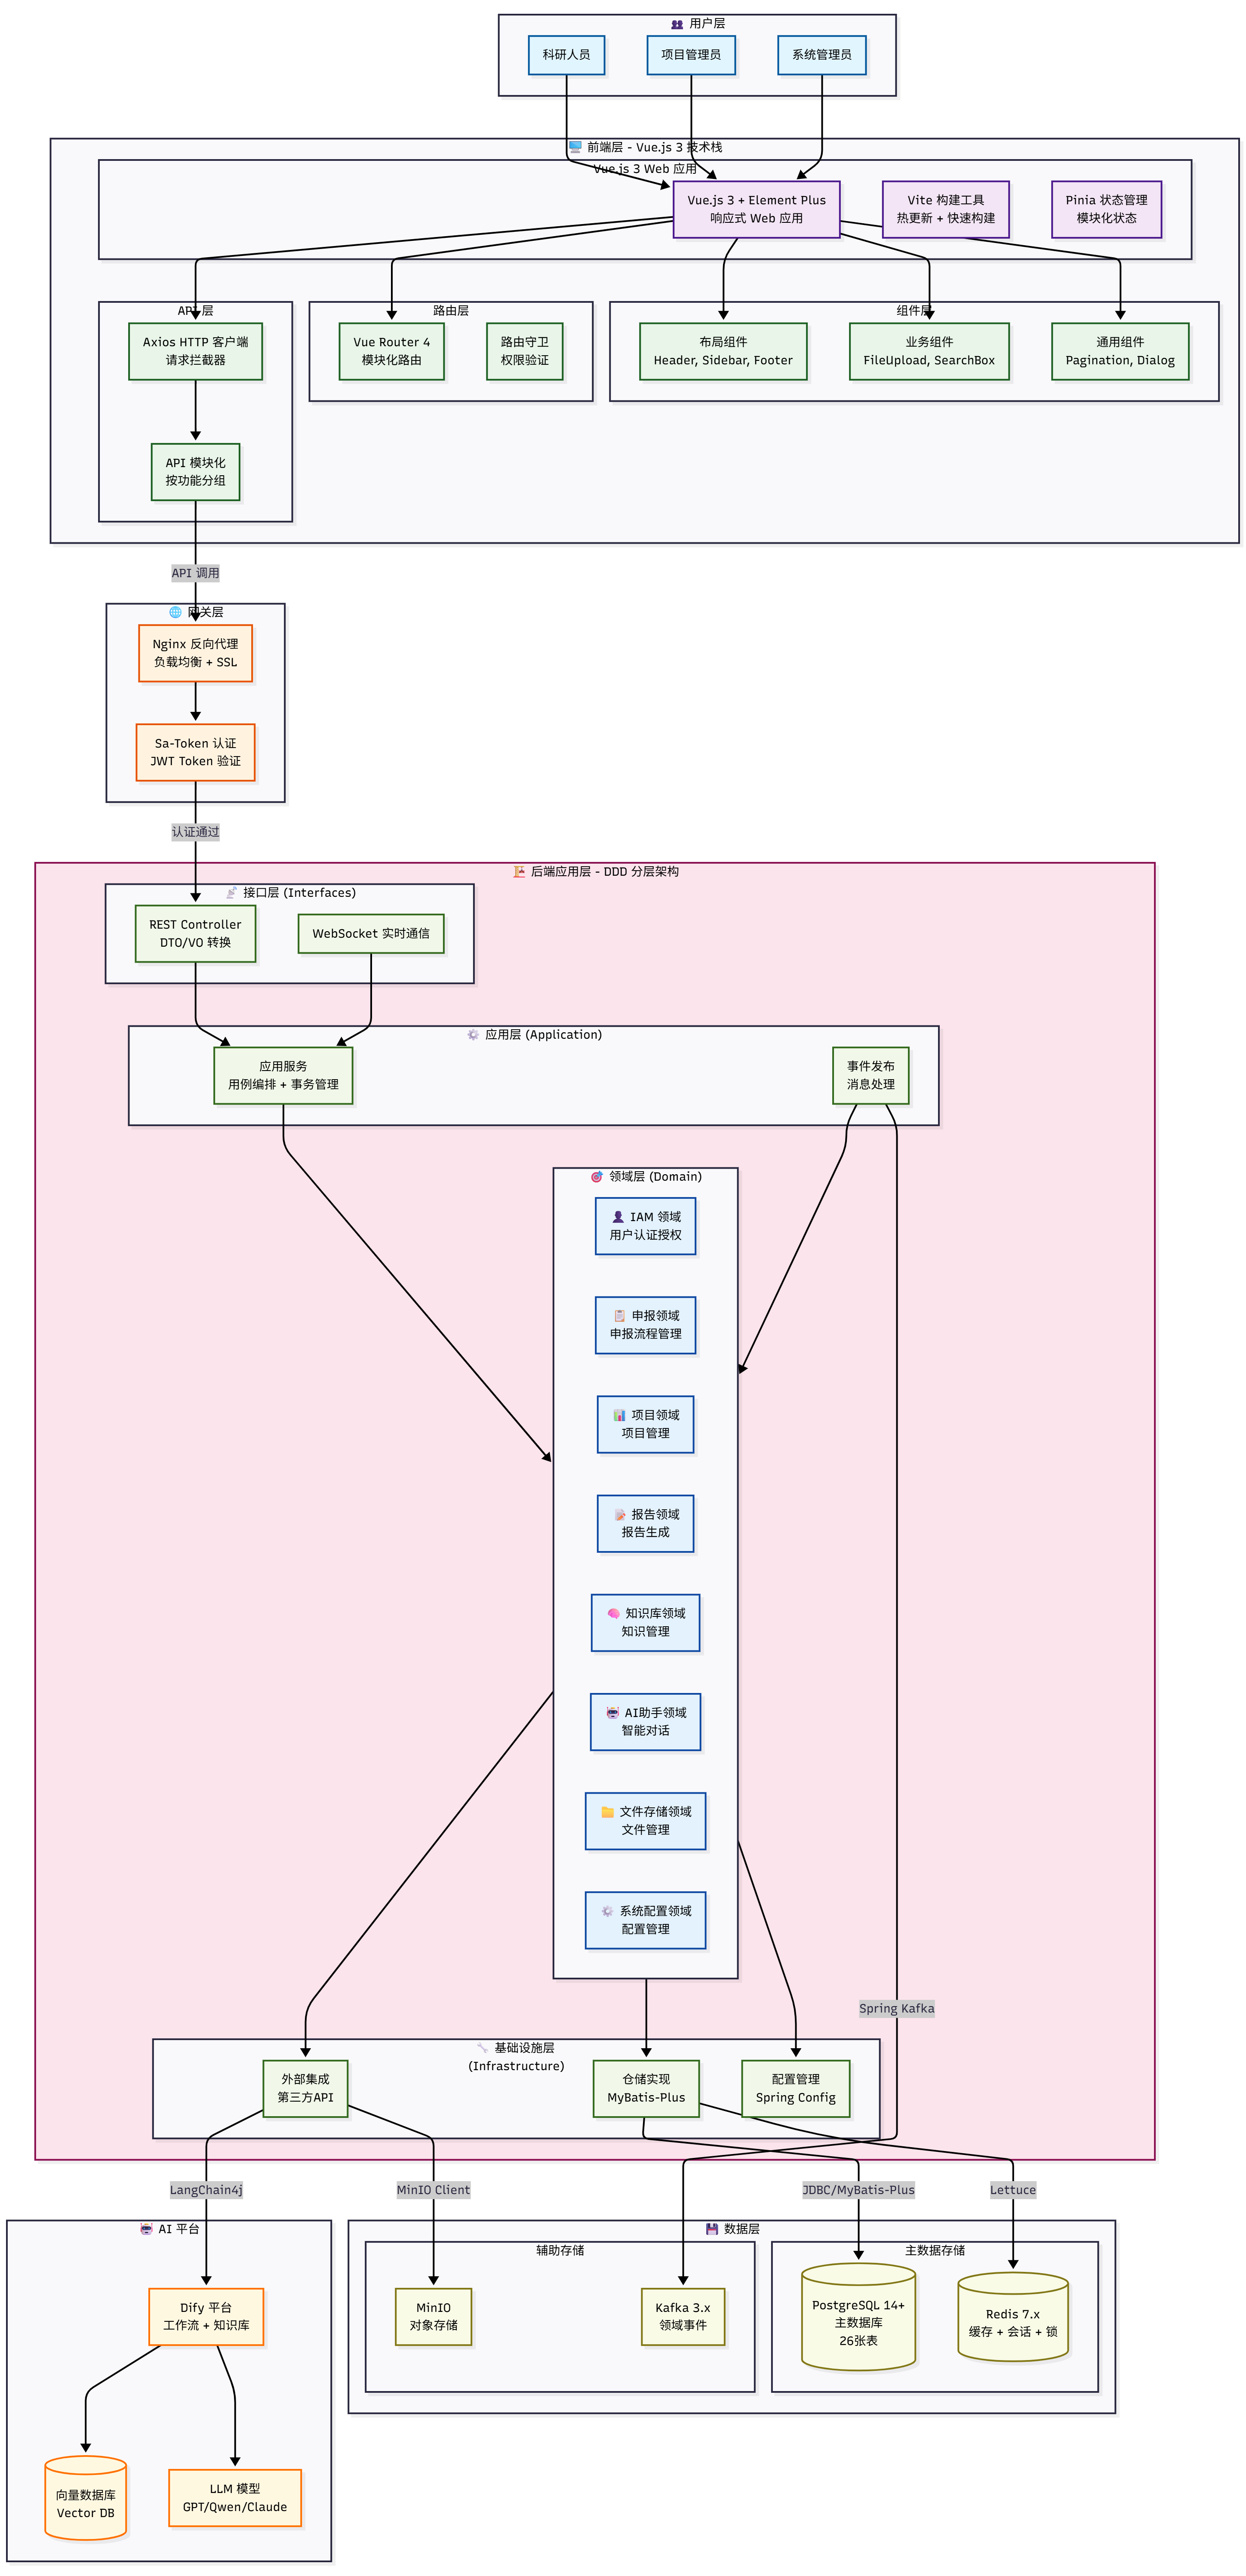 👥 用户层
科研人员
项目管理员
系统管理员
🖥️ 前端层 - Vue.js 3 技术栈
Vue.js 3 Web 应用
Vue.js 3 + Element Plus
响应式 Web 应用
Vite 构建工具
热更新 + 快速构建
Pinia 状态管理
模块化状态
API 层
Axios HTTP 客户端
请求拦截器
API 模块化
按功能分组
路由层
Vue Router 4
模块化路由
路由守卫
权限验证
组件层
布局组件
Header, Sidebar, Footer
业务组件
FileUpload, SearchBox
通用组件
Pagination, Dialog
API 调用
🌐 网关层
Nginx 反向代理
负载均衡 + SSL
Sa-Token 认证
JWT Token 验证
认证通过
🏗️ 后端应用层 - DDD 分层架构
📡 接口层 (Interfaces)
REST Controller
DTO/VO 转换
WebSocket 实时通信
⚙️ 应用层 (Application)
应用服务
用例编排 + 事务管理
事件发布
消息处理
🎯 领域层 (Domain)
👤 IAM 领域
用户认证授权
📋 申报领域
申报流程管理
📊 项目领域
项目管理
📝 报告领域
报告生成
🧠 知识库领域
知识管理
🤖 AI助手领域
智能对话
📁 文件存储领域
文件管理
⚙️ 系统配置领域
配置管理
Spring Kafka
🔧 基础设施层
(Infrastructure)
外部集成
第三方API
仓储实现
MyBatis-Plus
配置管理
Spring Config
LangChain4j
MinIO Client
JDBC/MyBatis-Plus
Lettuce
🤖 AI 平台
Dify 平台
工作流 + 知识库
向量数据库
Vector DB
LLM 模型
GPT/Qwen/Claude
💾 数据层
辅助存储
MinIO
对象存储
Kafka 3.x
领域事件
主数据存储
PostgreSQL 14+
主数据库
26张表
Redis 7.x
缓存 + 会话 + 锁